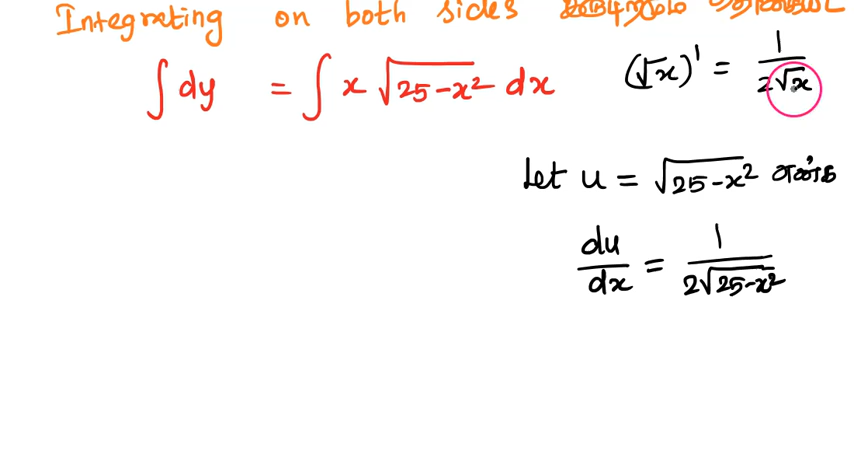 Integrating on both sides
∫ dy = ∫ x √(25-x²) dx
(√x)' = 1/(2√x)
Let u = √(25-x²) என்க
du/dx = 1/(2√(25-x²))